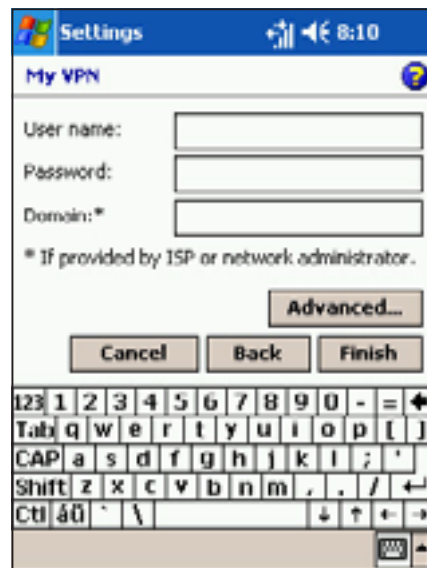 Settings 8:10
My VPN ?
User name:
Password:
Domain:*
* If provided by ISP or network administrator.
Advanced...
Cancel Back Finish
123 1 2 3 4 5 6 7 8 9 0 - = ←
Tab q w e r t y u i o p [ ]
CAP a s d f g h j k l ; '
Shift z x c v b n m , . / ↵
Ctl áü ` \ ↓ ↑ ← →